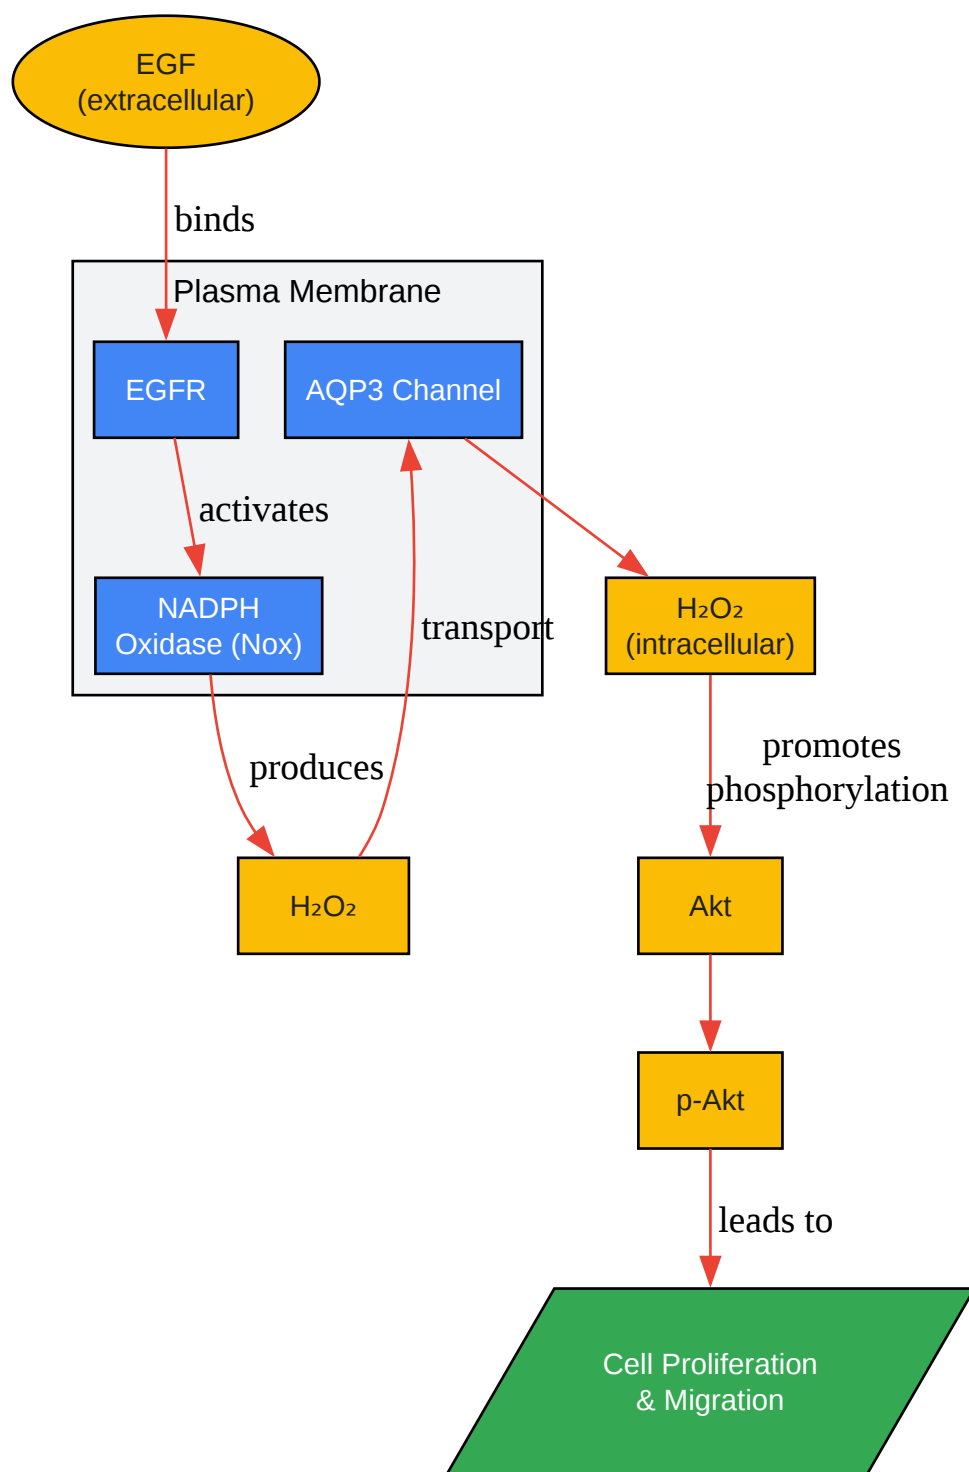 EGF
(extracellular)
binds
Plasma Membrane
EGFR
AQP3 Channel
activates
NADPH
Oxidase (Nox)
transport
H₂O₂
(intracellular)
produces
promotes
phosphorylation
H₂O₂
Akt
p-Akt
leads to
Cell Proliferation
& Migration